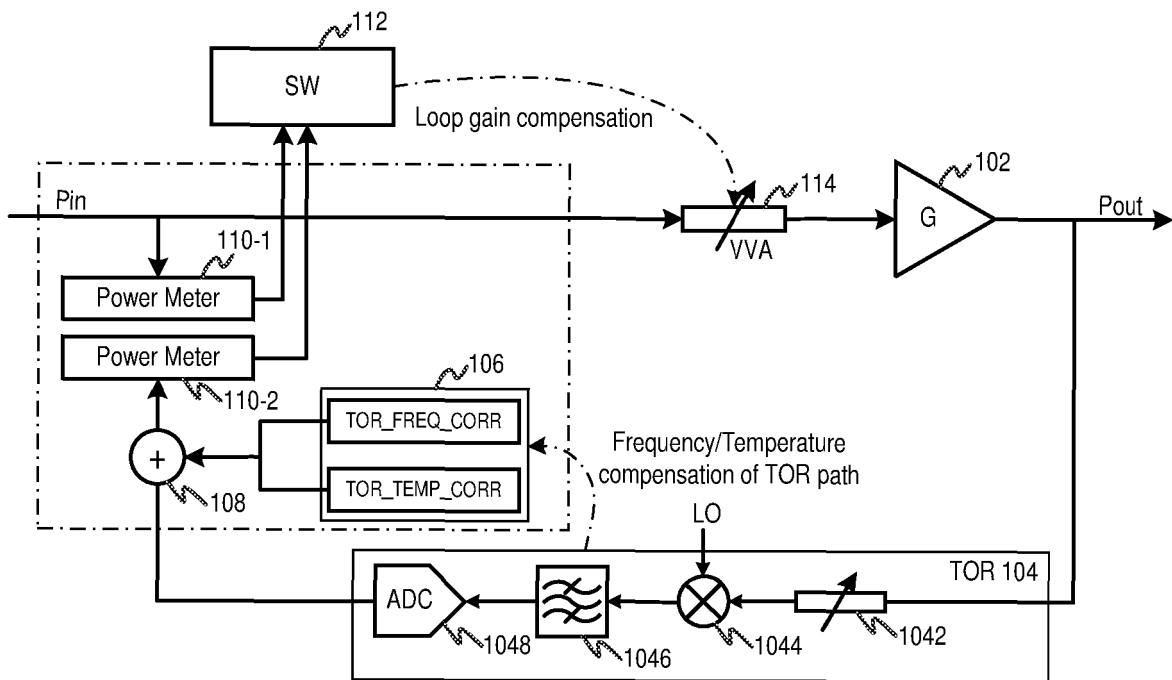 112
SW
Loop gain compensation
102
Pin
114
G
Pout
110-1
VVA
Power Meter
Power Meter
110-2
106
TOR_FREQ_CORR
Frequency/Temperature
compensation of TOR path
+
TOR_TEMP_CORR
108
LO
TOR 104
ADC
1048
1046
1044
1042